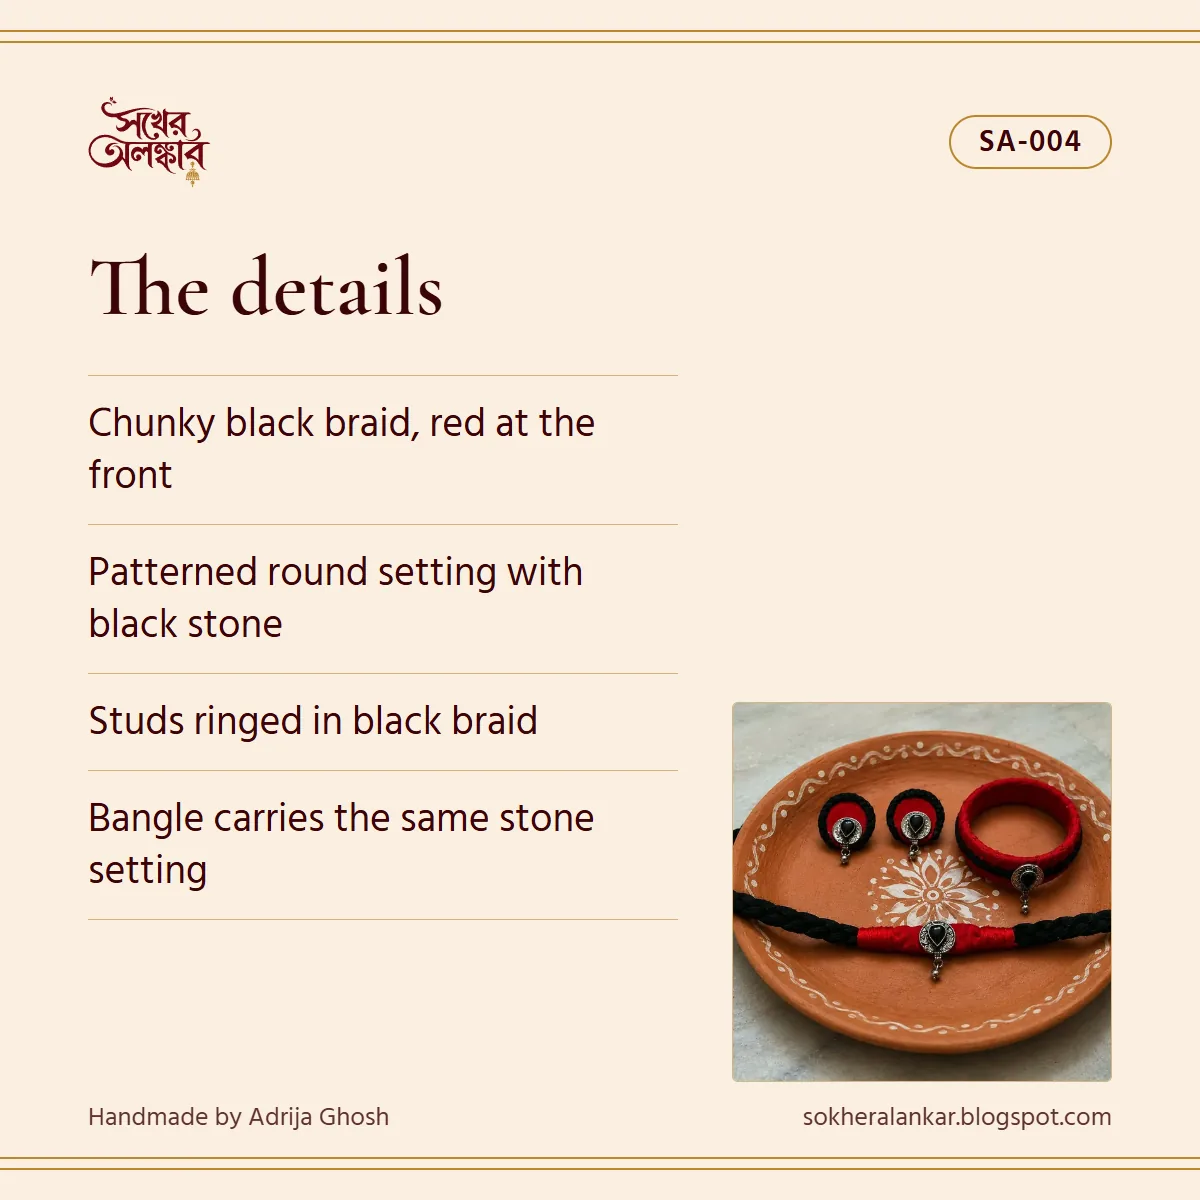 সখের
অলঙ্কার
SA-004
The details
Chunky black braid, red at the
front
Patterned round setting with
black stone
Studs ringed in black braid
Bangle carries the same stone
setting
Handmade by Adrija Ghosh
sokheralankar.blogspot.com